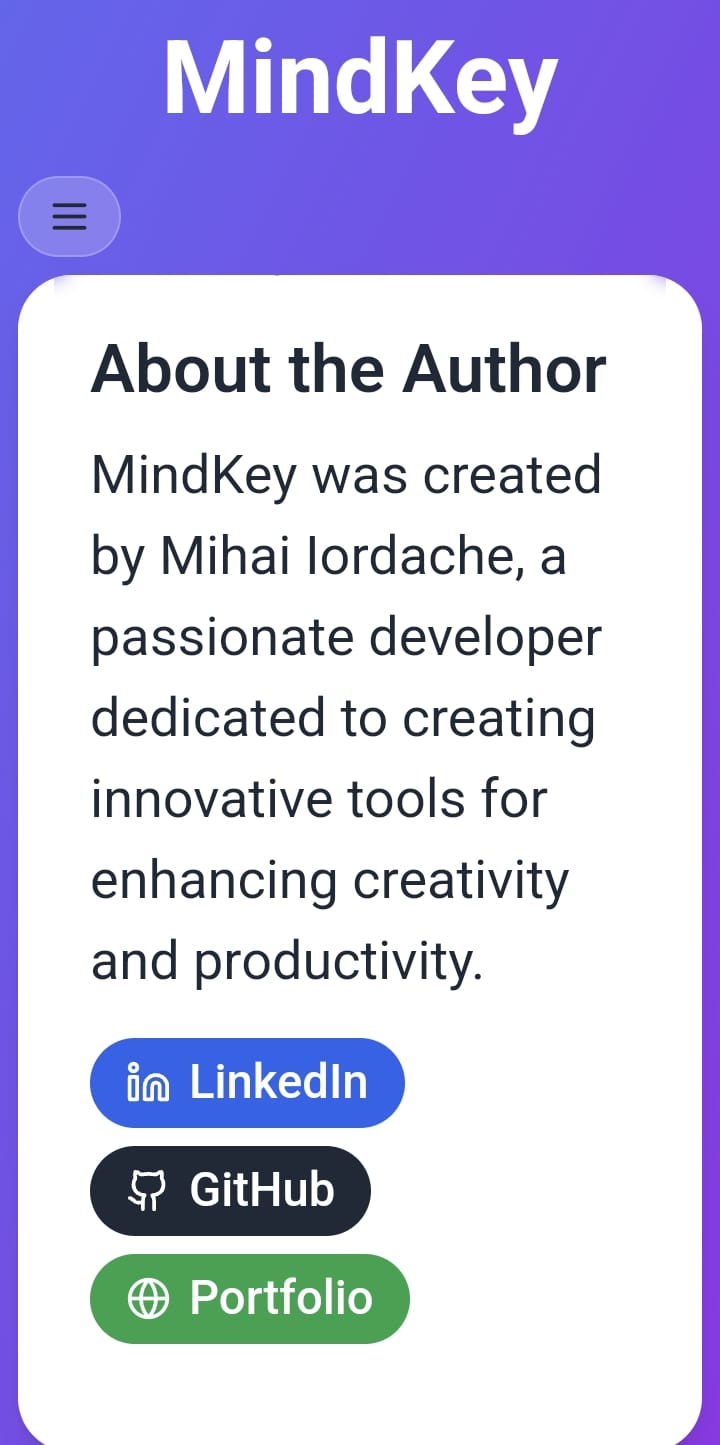 MindKey
About the Author
MindKey was created
by Mihai Iordache, a
passionate developer
dedicated to creating
innovative tools for
enhancing creativity
and productivity.
LinkedIn
GitHub
Portfolio